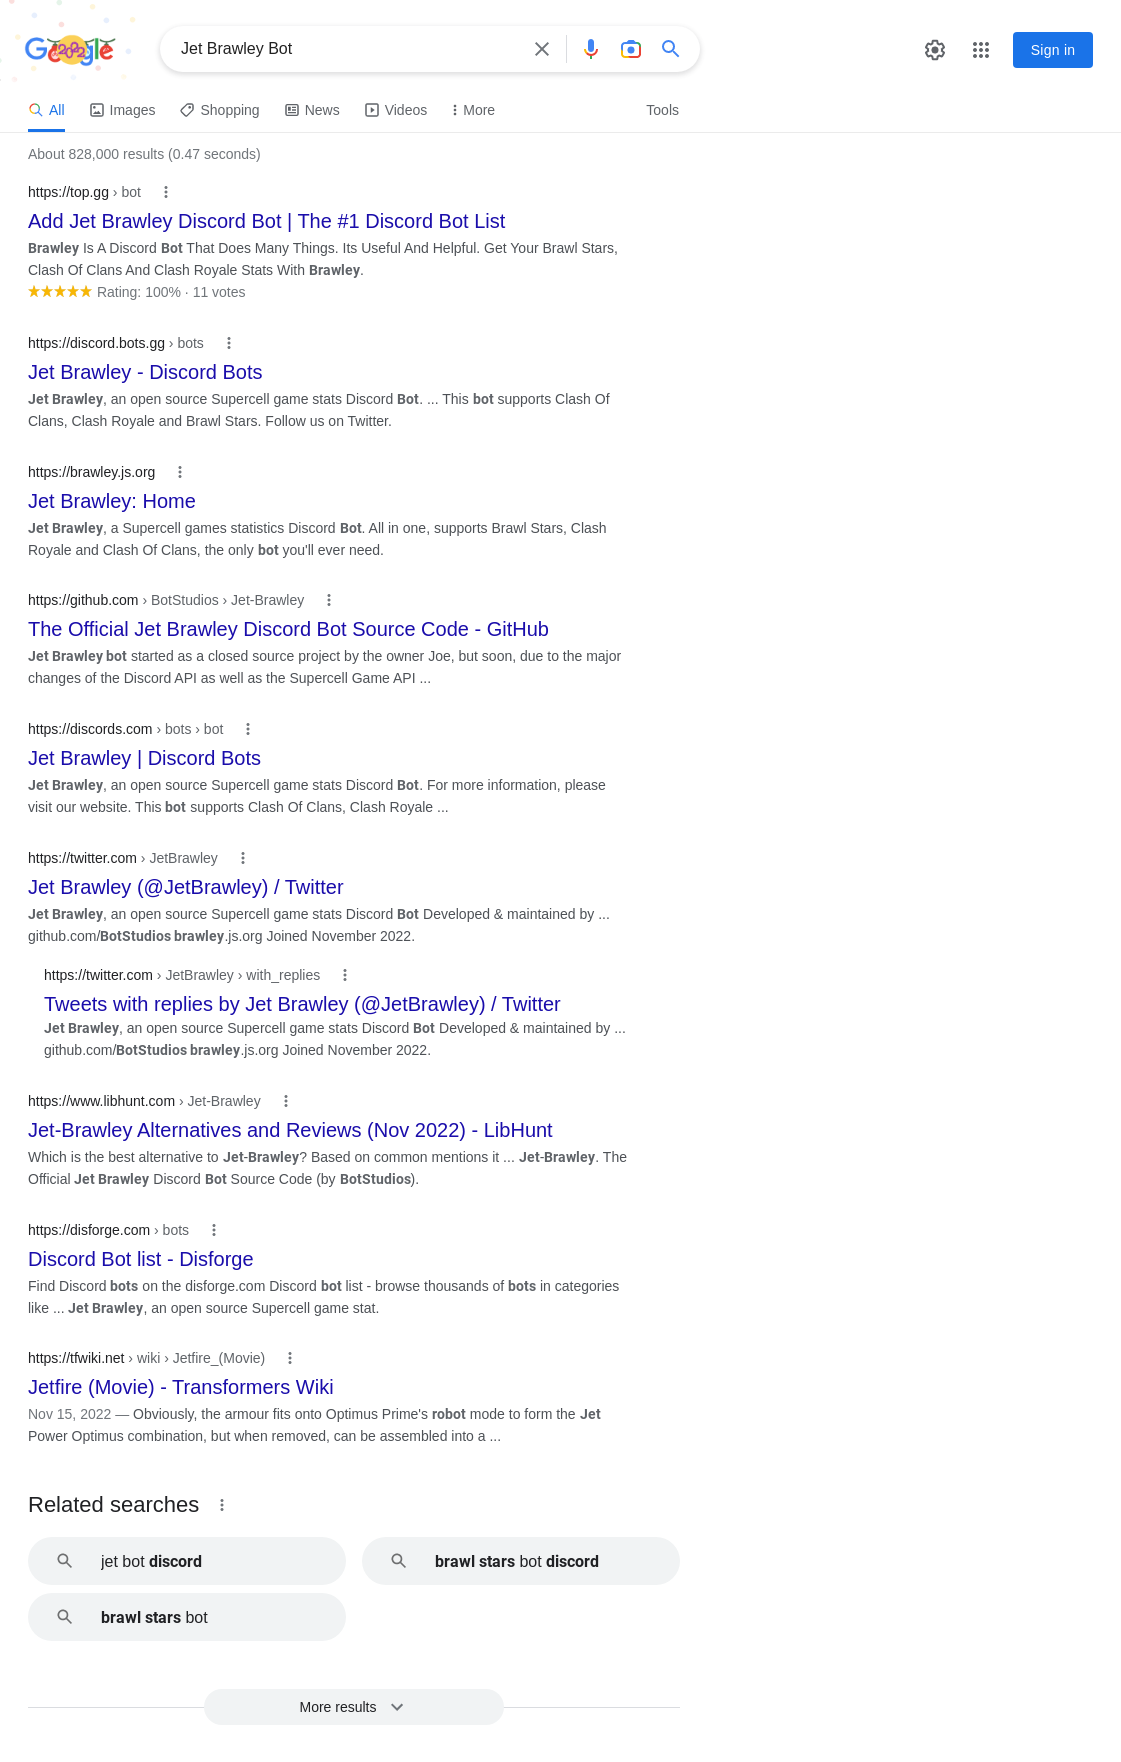 Google
Jet Brawley Bot
Sign in
All Images Shopping News Videos More Tools
About 828,000 results (0.47 seconds)
https://top.gg › bot
Add Jet Brawley Discord Bot | The #1 Discord Bot List
Brawley Is A Discord Bot That Does Many Things. Its Useful And Helpful. Get Your Brawl Stars,
Clash Of Clans And Clash Royale Stats With Brawley.
Rating: 100% · 11 votes
https://discord.bots.gg › bots
Jet Brawley - Discord Bots
Jet Brawley, an open source Supercell game stats Discord Bot. ... This bot supports Clash Of
Clans, Clash Royale and Brawl Stars. Follow us on Twitter.
https://brawley.js.org
Jet Brawley: Home
Jet Brawley, a Supercell games statistics Discord Bot. All in one, supports Brawl Stars, Clash
Royale and Clash Of Clans, the only bot you'll ever need.
https://github.com › BotStudios › Jet-Brawley
The Official Jet Brawley Discord Bot Source Code - GitHub
Jet Brawley bot started as a closed source project by the owner Joe, but soon, due to the major
changes of the Discord API as well as the Supercell Game API ...
https://discords.com › bots › bot
Jet Brawley | Discord Bots
Jet Brawley, an open source Supercell game stats Discord Bot. For more information, please
visit our website. This bot supports Clash Of Clans, Clash Royale ...
https://twitter.com › JetBrawley
Jet Brawley (@JetBrawley) / Twitter
Jet Brawley, an open source Supercell game stats Discord Bot Developed & maintained by ...
github.com/BotStudios brawley.js.org Joined November 2022.
https://twitter.com › JetBrawley › with_replies
Tweets with replies by Jet Brawley (@JetBrawley) / Twitter
Jet Brawley, an open source Supercell game stats Discord Bot Developed & maintained by ...
github.com/BotStudios brawley.js.org Joined November 2022.
https://www.libhunt.com › Jet-Brawley
Jet-Brawley Alternatives and Reviews (Nov 2022) - LibHunt
Which is the best alternative to Jet-Brawley? Based on common mentions it ... Jet-Brawley. The
Official Jet Brawley Discord Bot Source Code (by BotStudios).
https://disforge.com › bots
Discord Bot list - Disforge
Find Discord bots on the disforge.com Discord bot list - browse thousands of bots in categories
like ... Jet Brawley, an open source Supercell game stat.
https://tfwiki.net › wiki › Jetfire_(Movie)
Jetfire (Movie) - Transformers Wiki
Nov 15, 2022 — Obviously, the armour fits onto Optimus Prime's robot mode to form the Jet
Power Optimus combination, but when removed, can be assembled into a ...
Related searches
jet bot discord
brawl stars bot discord
brawl stars bot
More results